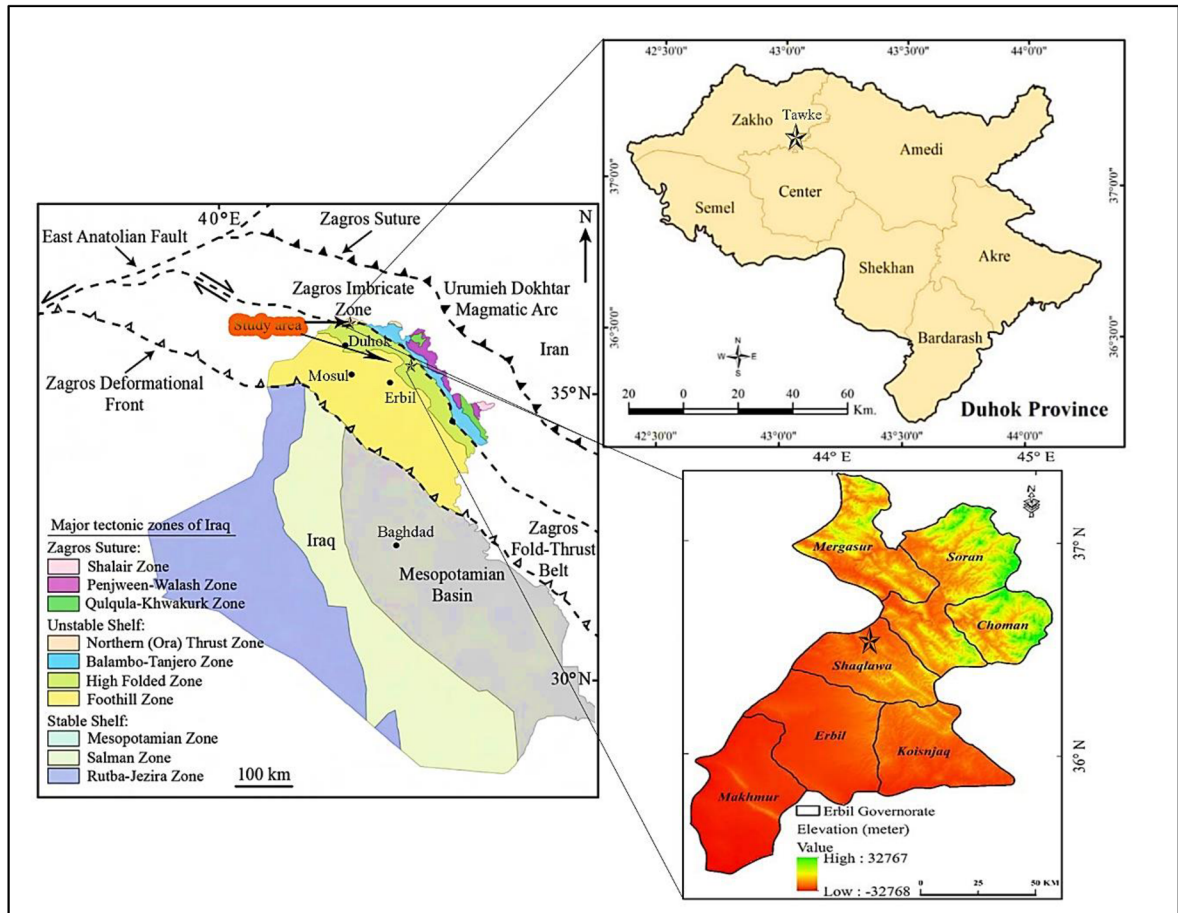 40°E
N
Zagros Suture
East Anatolian Fault
Zagros Imbricate
Zone
Urumieh Dokhtar
Magmatic Arc
Study area
Iran
Duhok
Mosul
Erbil
35°N
Zagros Deformational
Front
Baghdad
Iraq
Mesopotamian
Basin
Zagros
Fold-Thrust
Belt
30°N
Major tectonic zones of Iraq
Zagros Suture:
Shalair Zone
Penjween-Walash Zone
Qulqula-Khwakurk Zone
Unstable Shelf:
Northern (Ora) Thrust Zone
Balambo-Tanjero Zone
High Folded Zone
Foothill Zone
Stable Shelf:
Mesopotamian Zone
Salman Zone
Rutba-Jezira Zone
100 km
42°30'0" 43°0'0" 43°30'0" 44°0'0"
37°0'0"
36°30'0"
37°0'0"
36°30'0"
Zakho
Tawke
Amedi
Center
Semel
Shekhan
Akre
Bardarash
N
W E
S
20 0 20 40 60
Km.
Duhok Province
42°30'0" 43°0'0" 43°30'0" 44°0'0"
44° E 45° E
N
37° N
36° N
Mergasur
Soran
Choman
Shaqlawa
Erbil
Koisnjaq
Makhmur
Erbil Governorate
Elevation (meter)
Value
High : 32767
Low : -32768
0 25 50 KM